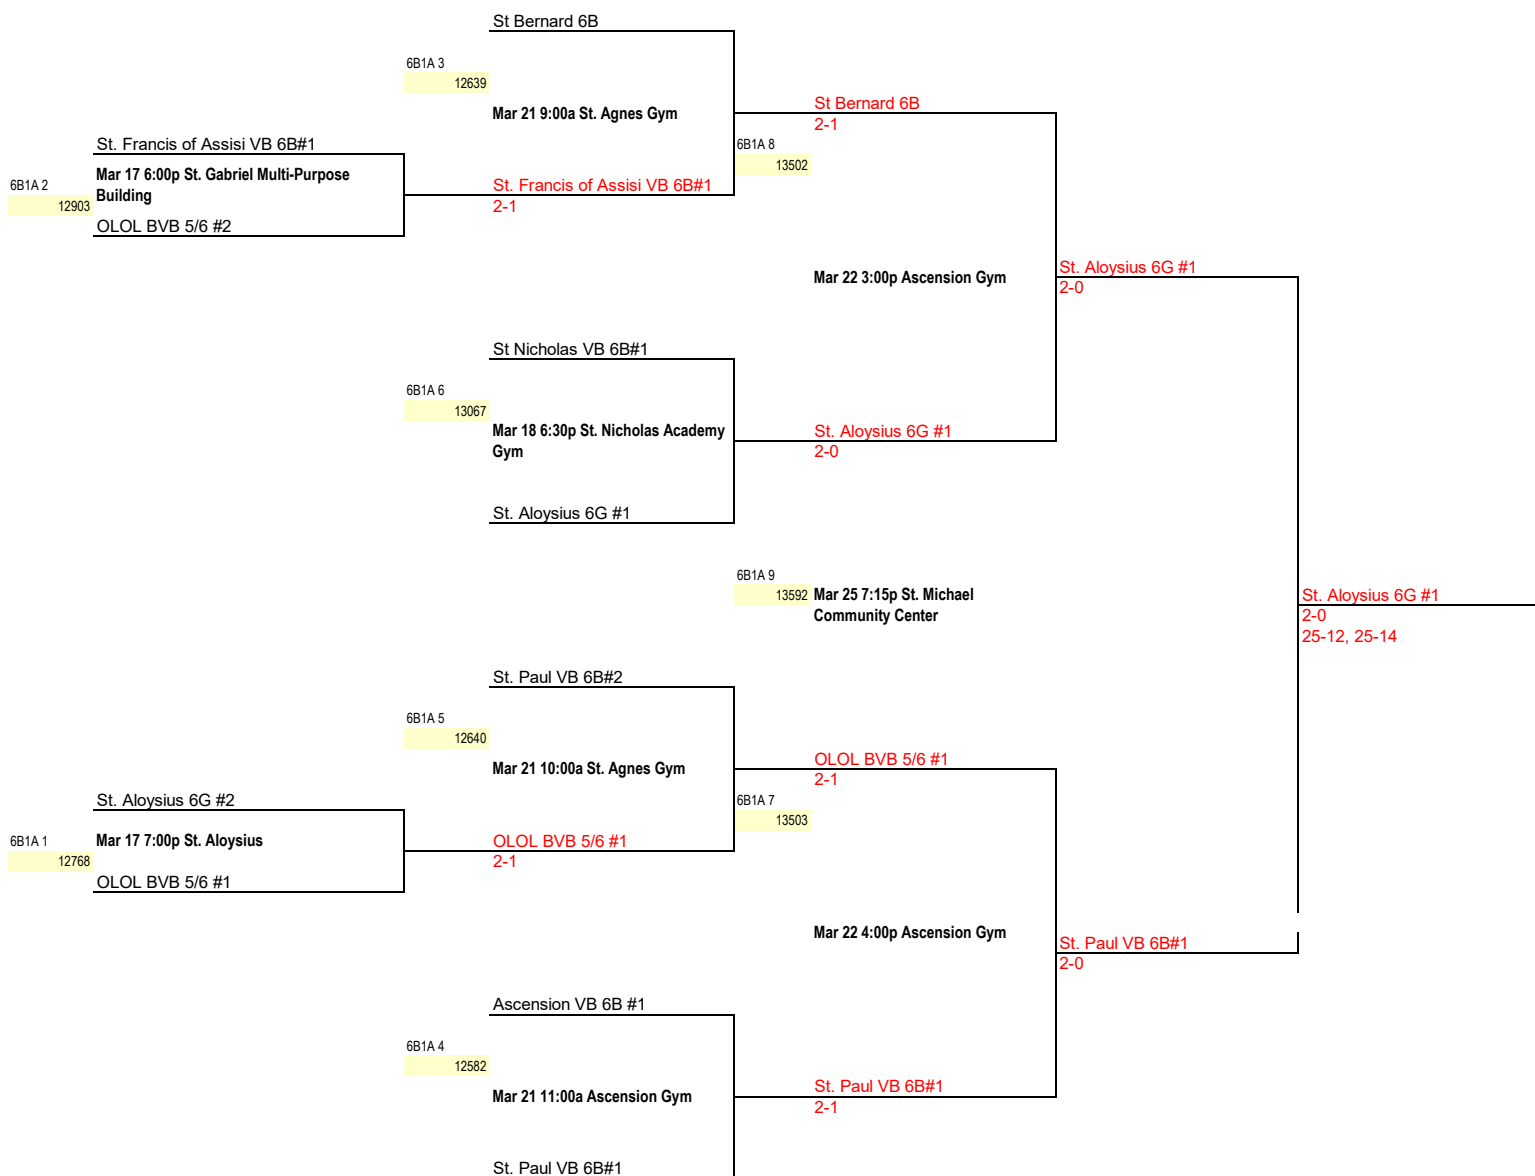 St Bernard 6B
6B1A 3
12639
Mar 21 9:00a St. Agnes Gym
St Bernard 6B
2-1
St. Francis of Assisi VB 6B#1
6B1A 8
13502
Mar 17 6:00p St. Gabriel Multi-Purpose
Building
6B1A 2
12903
St. Francis of Assisi VB 6B#1
2-1
OLOL BVB 5/6 #2
Mar 22 3:00p Ascension Gym
St. Aloysius 6G #1
2-0
St Nicholas VB 6B#1
6B1A 6
13067
Mar 18 6:30p St. Nicholas Academy
Gym
St. Aloysius 6G #1
2-0
St. Aloysius 6G #1
6B1A 9
13592
Mar 25 7:15p St. Michael
Community Center
St. Aloysius 6G #1
2-0
25-12, 25-14
St. Paul VB 6B#2
6B1A 5
12640
Mar 21 10:00a St. Agnes Gym
OLOL BVB 5/6 #1
2-1
St. Aloysius 6G #2
6B1A 7
13503
6B1A 1
12768
Mar 17 7:00p St. Aloysius
OLOL BVB 5/6 #1
2-1
OLOL BVB 5/6 #1
Mar 22 4:00p Ascension Gym
St. Paul VB 6B#1
2-0
Ascension VB 6B #1
6B1A 4
12582
Mar 21 11:00a Ascension Gym
St. Paul VB 6B#1
2-1
St. Paul VB 6B#1